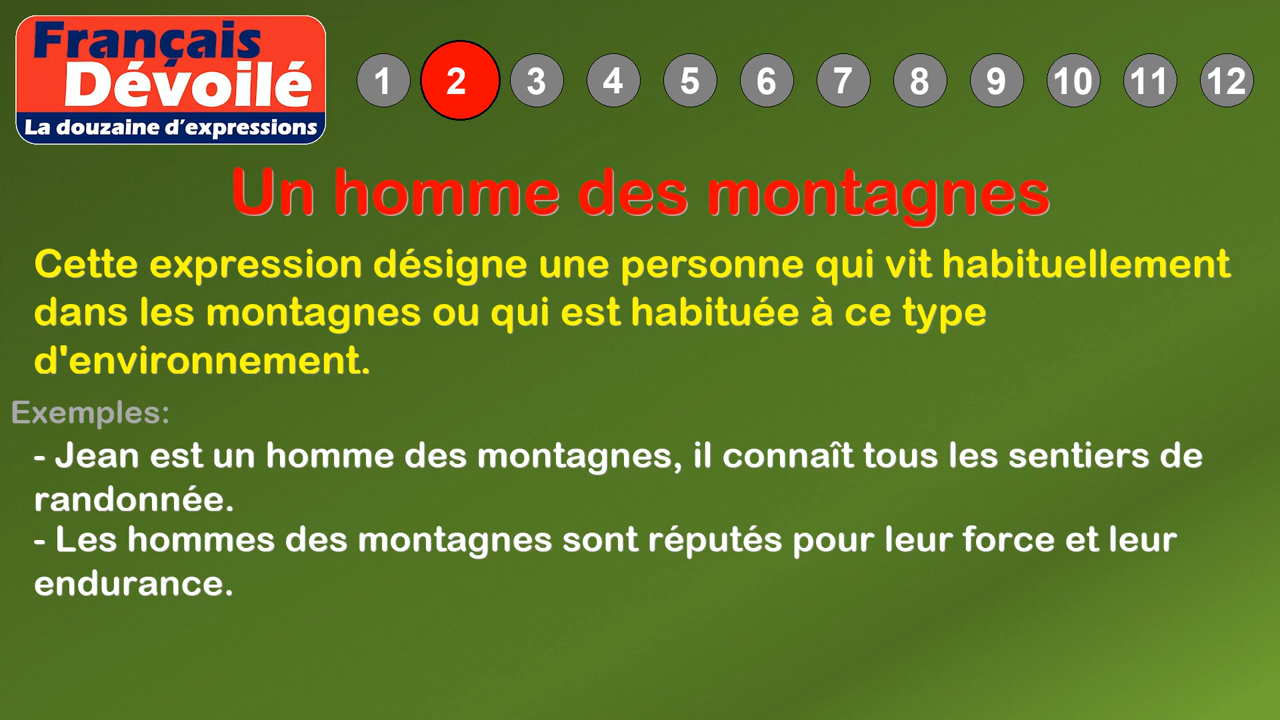 Français
Dévoilé
La douzaine d'expressions
1 2 3 4 5 6 7 8 9 10 11 12
Un homme des montagnes
Cette expression désigne une personne qui vit habituellement
dans les montagnes ou qui est habituée à ce type
d'environnement.
Exemples:
- Jean est un homme des montagnes, il connaît tous les sentiers de
randonnée.
- Les hommes des montagnes sont réputés pour leur force et leur
endurance.